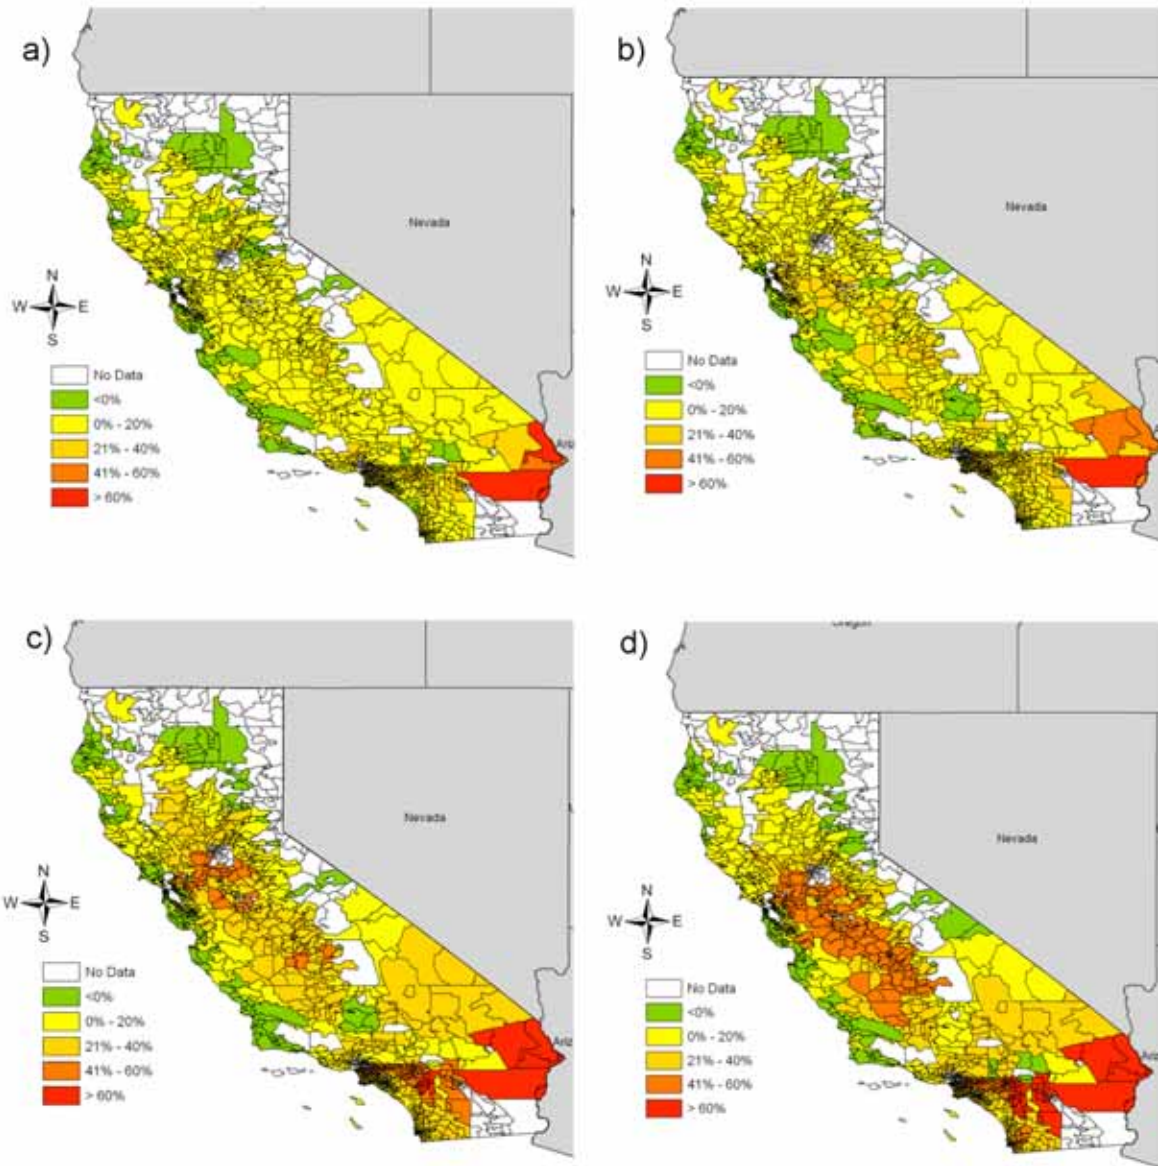 a)
Nevada
N
W E
S
No Data
<0%
0% - 20%
21% - 40%
41% - 60%
> 60%
b)
Nevada
N
W E
S
No Data
<0%
0% - 20%
21% - 40%
41% - 60%
> 60%
c)
Nevada
N
W E
S
No Data
<0%
0% - 20%
21% - 40%
41% - 60%
> 60%
Ariz
d)
Nevada
N
W E
S
No Data
<0%
0% - 20%
21% - 40%
41% - 60%
> 60%